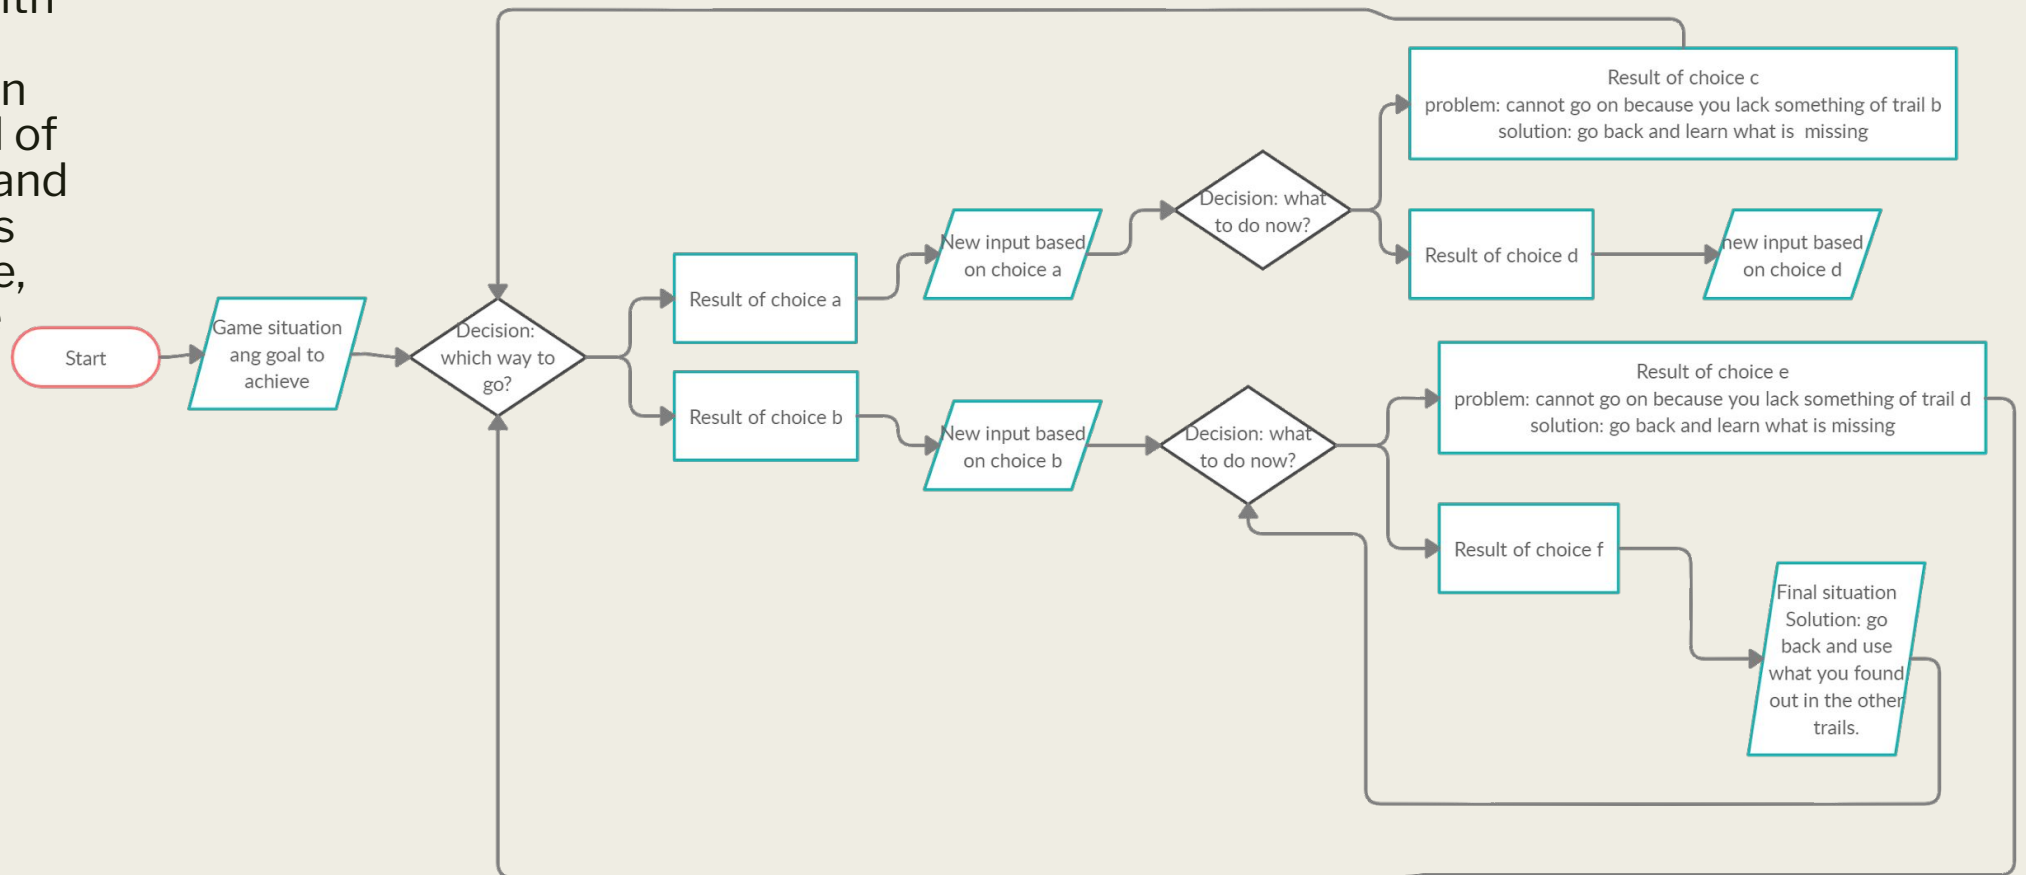 n
of
and
s
e,
Start
Game situation
ang goal to
achieve
Decision:
which way to
go?
Result of choice a
Result of choice b
New input based
on choice a
New input based
on choice b
Decision: what
to do now?
Decision: what
to do now?
Result of choice c
problem: cannot go on because you lack something of trail b
solution: go back and learn what is  missing
Result of choice d
new input based
on choice d
Result of choice e
problem: cannot go on because you lack something of trail d
solution: go back and learn what is missing
Result of choice f
Final situation
Solution: go
back and use
what you found
out in the other
trails.